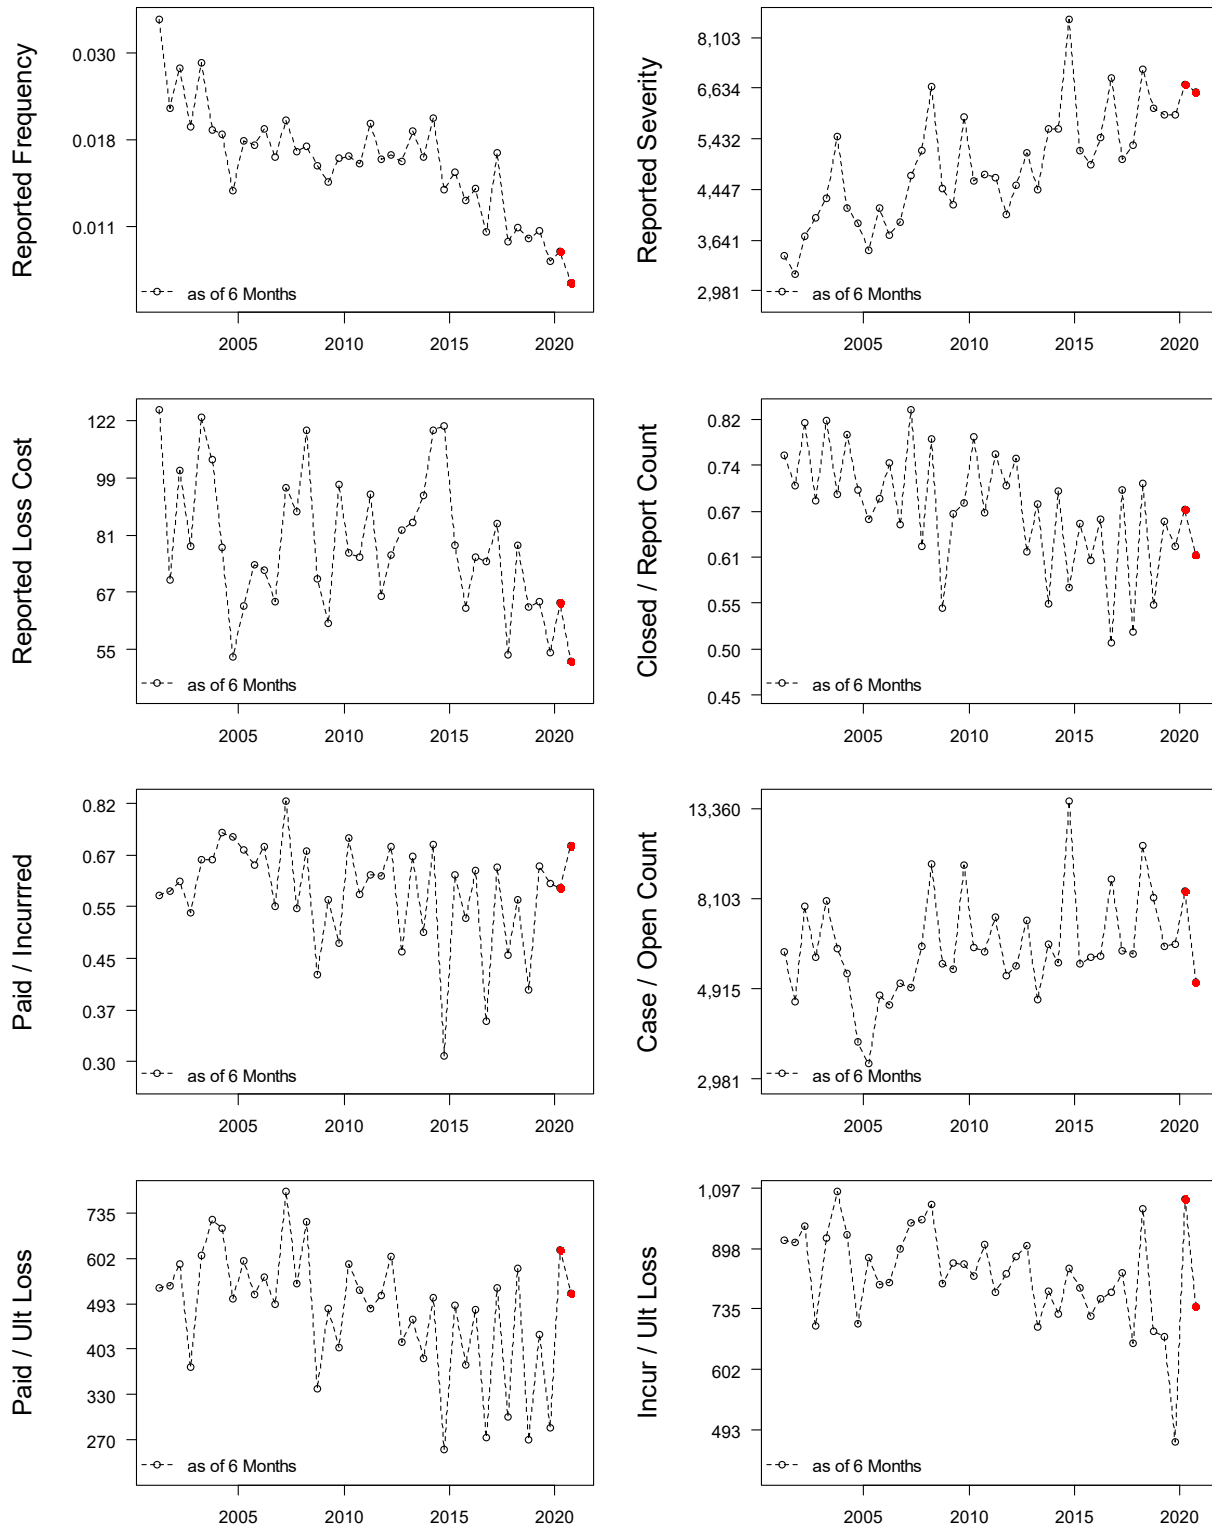 Reported Frequency
0.030
0.018
0.011
as of 6 Months
2005 2010 2015 2020
Reported Severity
8,103
6,634
5,432
4,447
3,641
2,981
as of 6 Months
2005 2010 2015 2020
Reported Loss Cost
122
99
81
67
55
as of 6 Months
2005 2010 2015 2020
Closed / Report Count
0.82
0.74
0.67
0.61
0.55
0.50
0.45
as of 6 Months
2005 2010 2015 2020
Paid / Incurrred
0.82
0.67
0.55
0.45
0.37
0.30
as of 6 Months
2005 2010 2015 2020
Case / Open Count
13,360
8,103
4,915
2,981
as of 6 Months
2005 2010 2015 2020
Paid / Ult Loss
735
602
493
403
330
270
as of 6 Months
2005 2010 2015 2020
Incur / Ult Loss
1,097
898
735
602
493
as of 6 Months
2005 2010 2015 2020